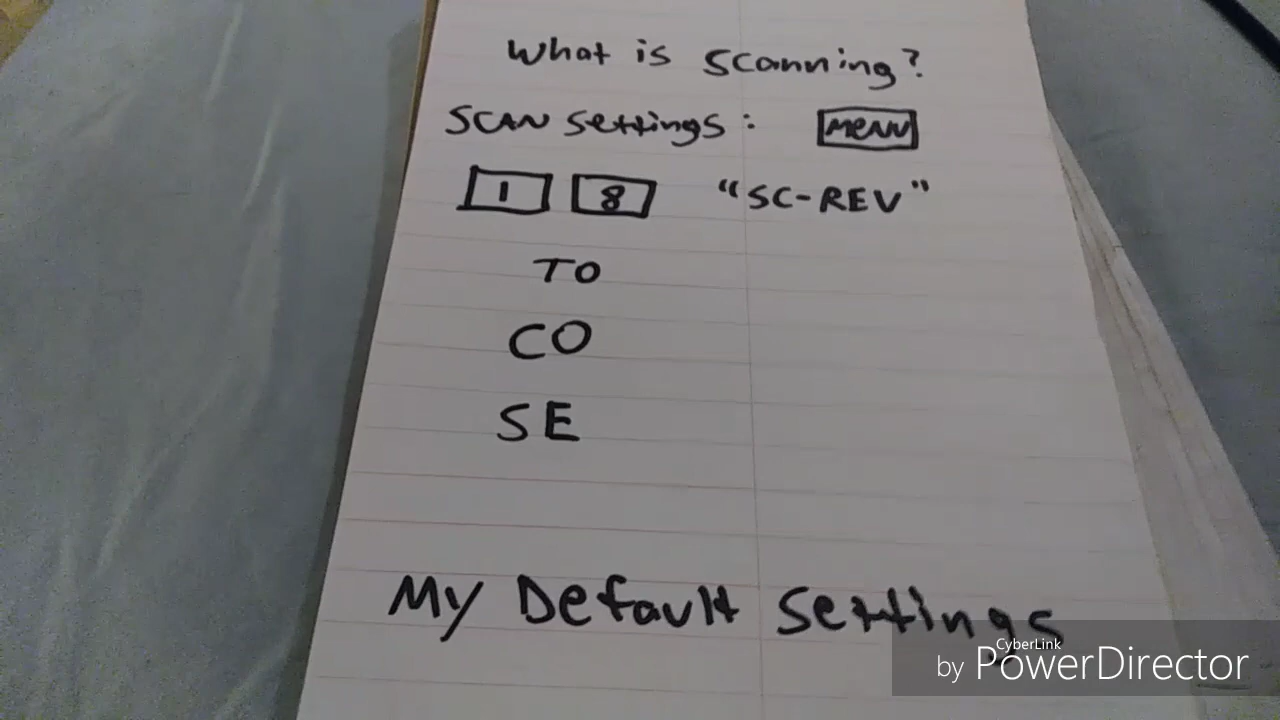 What is scanning?
SCAN settings: MENU
1 8 "SC-REV"
TO
CO
SE
My Default Settings
CyberLink
by PowerDirector